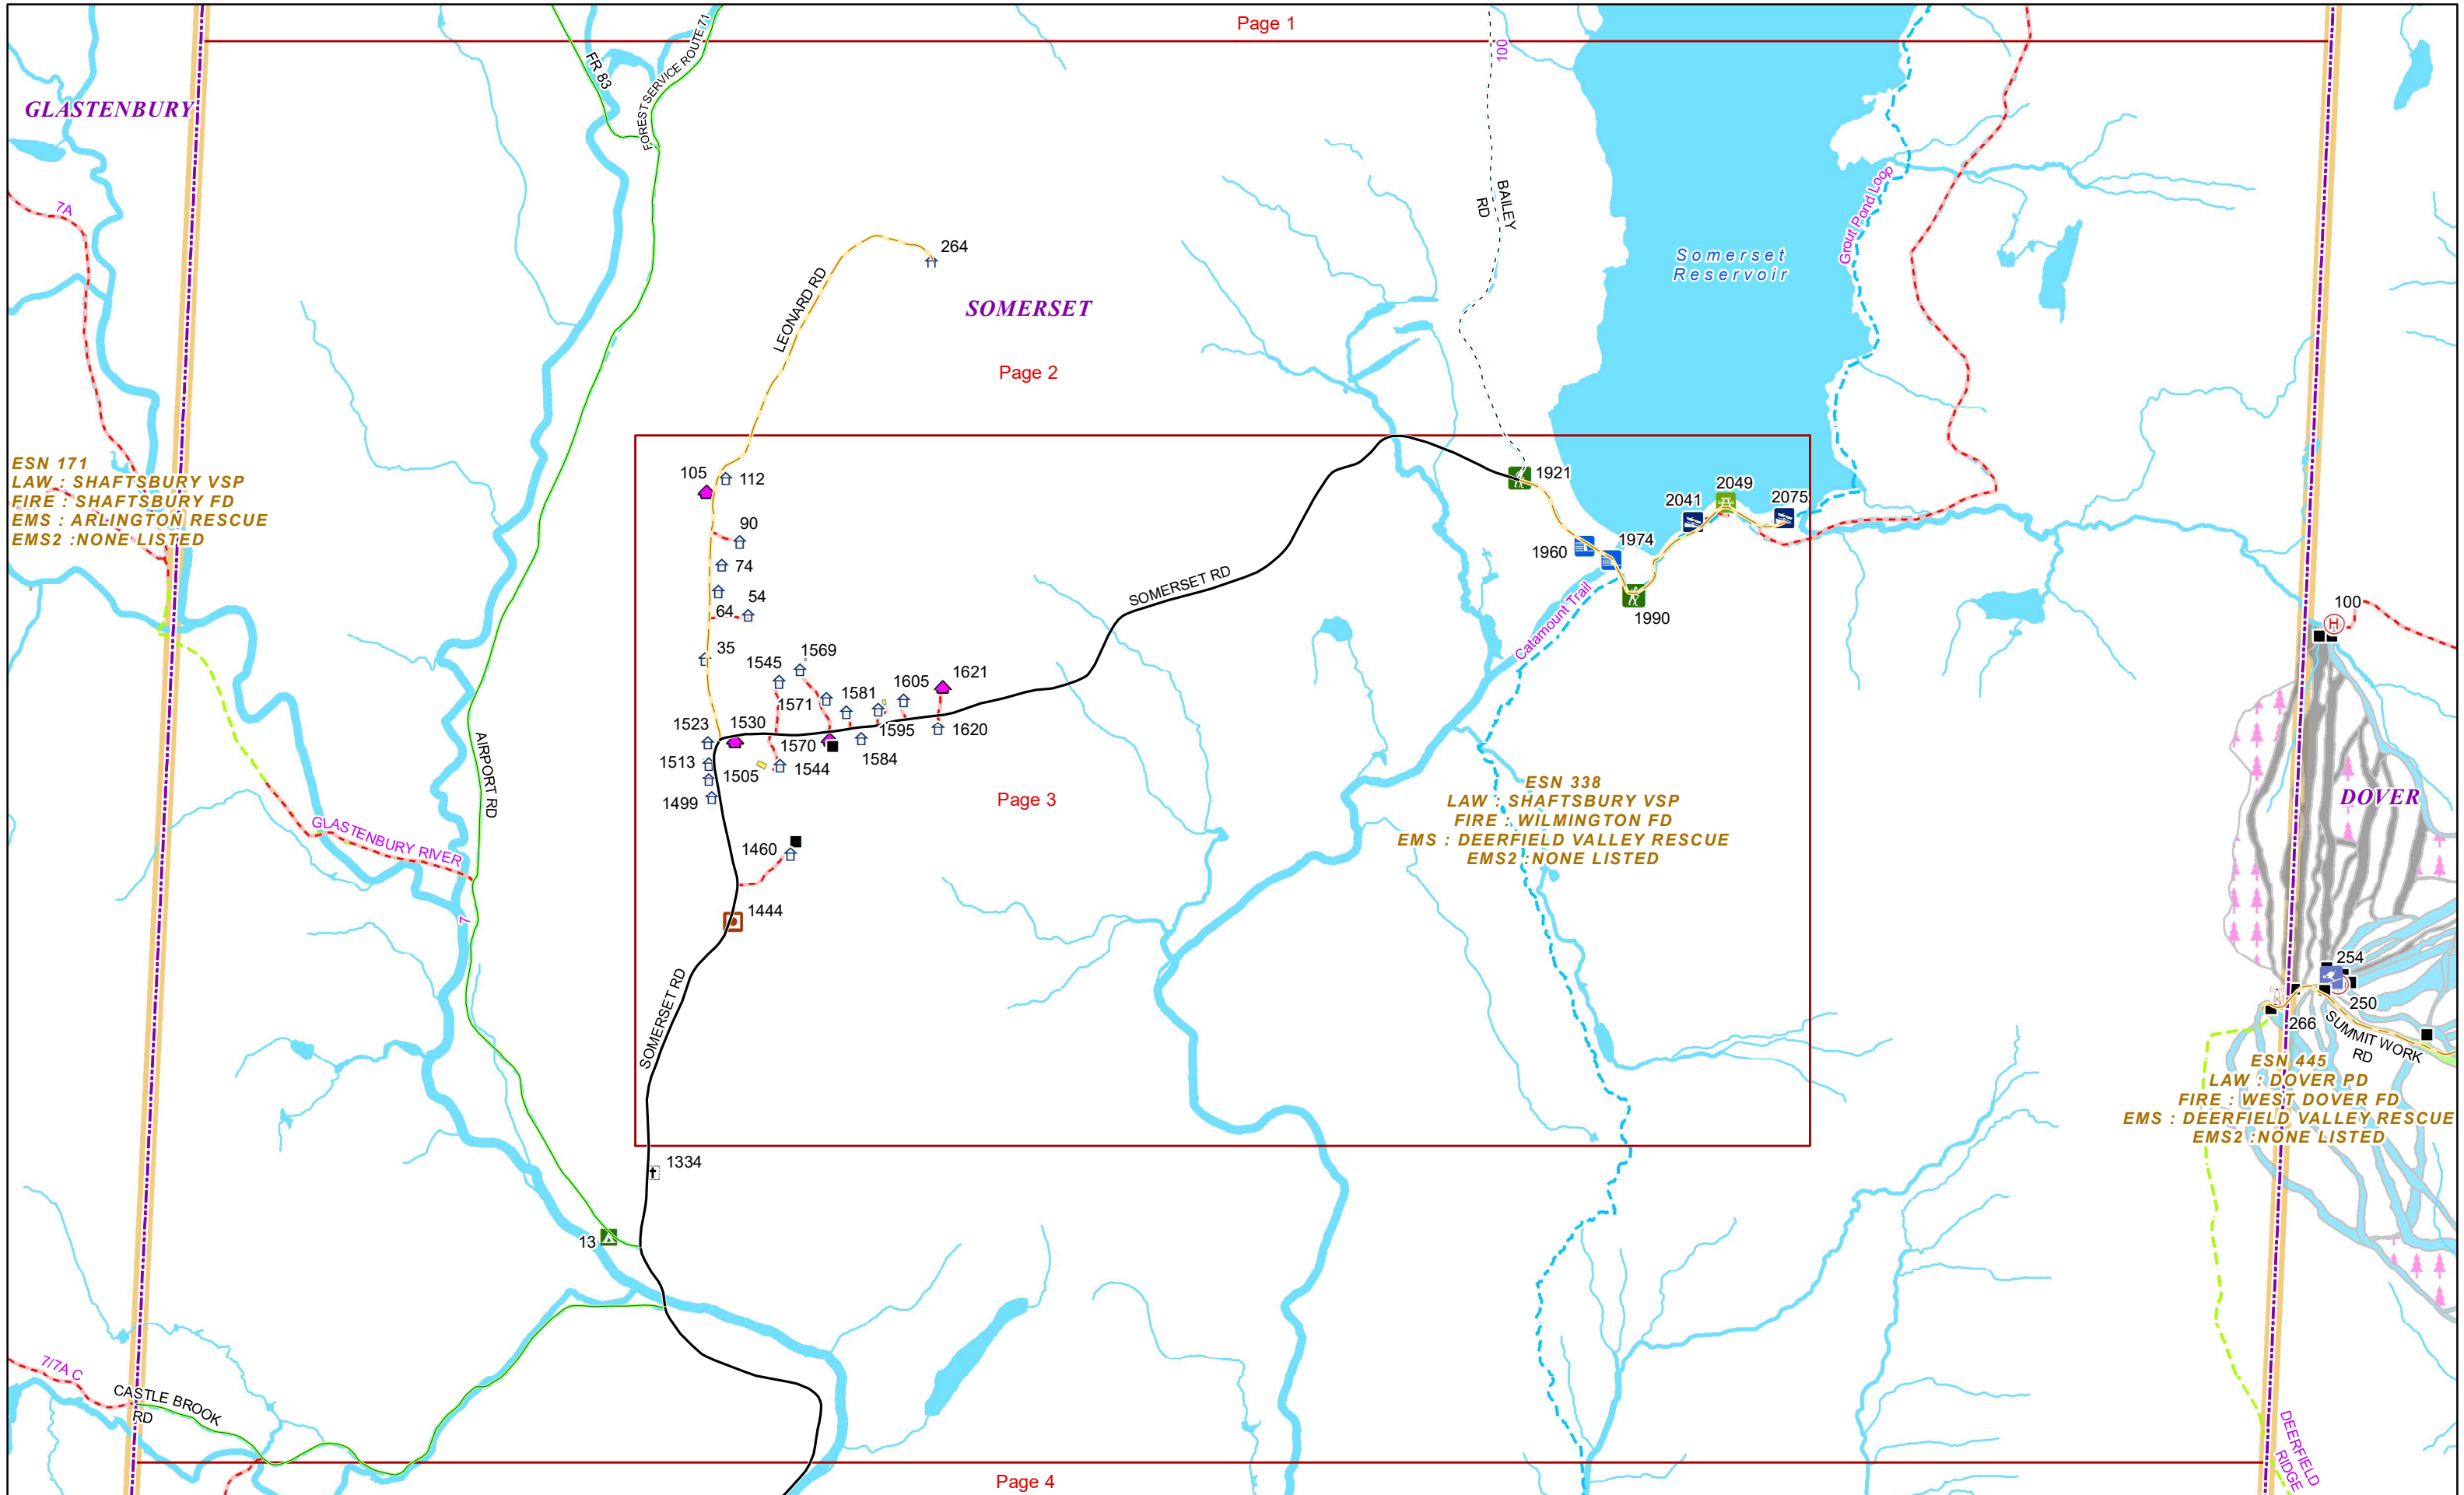 Page 1
FR 83
FOREST SERVICE ROUTE 71
100
GLASTENBURY
7A
BAILEY
RD
Grout Pond Loop
264
Somerset
Reservoir
LEONARD RD
SOMERSET
Page 2
ESN 171
LAW : SHAFTSBURY VSP
FIRE : SHAFTSBURY FD
EMS : ARLINGTON RESCUE
EMS2 :NONE LISTED
105
112
1921
2041
2049
2075
90
1960
1974
74
SOMERSET RD
54
64
1990
Catamount Trail
100
H
35
1545
1569
1571
1581
1605
1621
1523
1530
1595
1620
1570
1584
1513
1505
1544
1499
AIRPORT RD
Page 3
ESN 338
LAW : SHAFTSBURY VSP
FIRE : WILMINGTON FD
EMS : DEERFIELD VALLEY RESCUE
EMS2 :NONE LISTED
DOVER
GLASTENBURY RIVER
1460
7
1444
SOMERSET RD
254
250
266
SUMMIT WORK
RD
ESN 445
LAW : DOVER PD
FIRE : WEST DOVER FD
EMS : DEERFIELD VALLEY RESCUE
EMS2 :NONE LISTED
1334
13
7/7A C
CASTLE BROOK
RD
DEERFIELD
RIDGE
Page 4